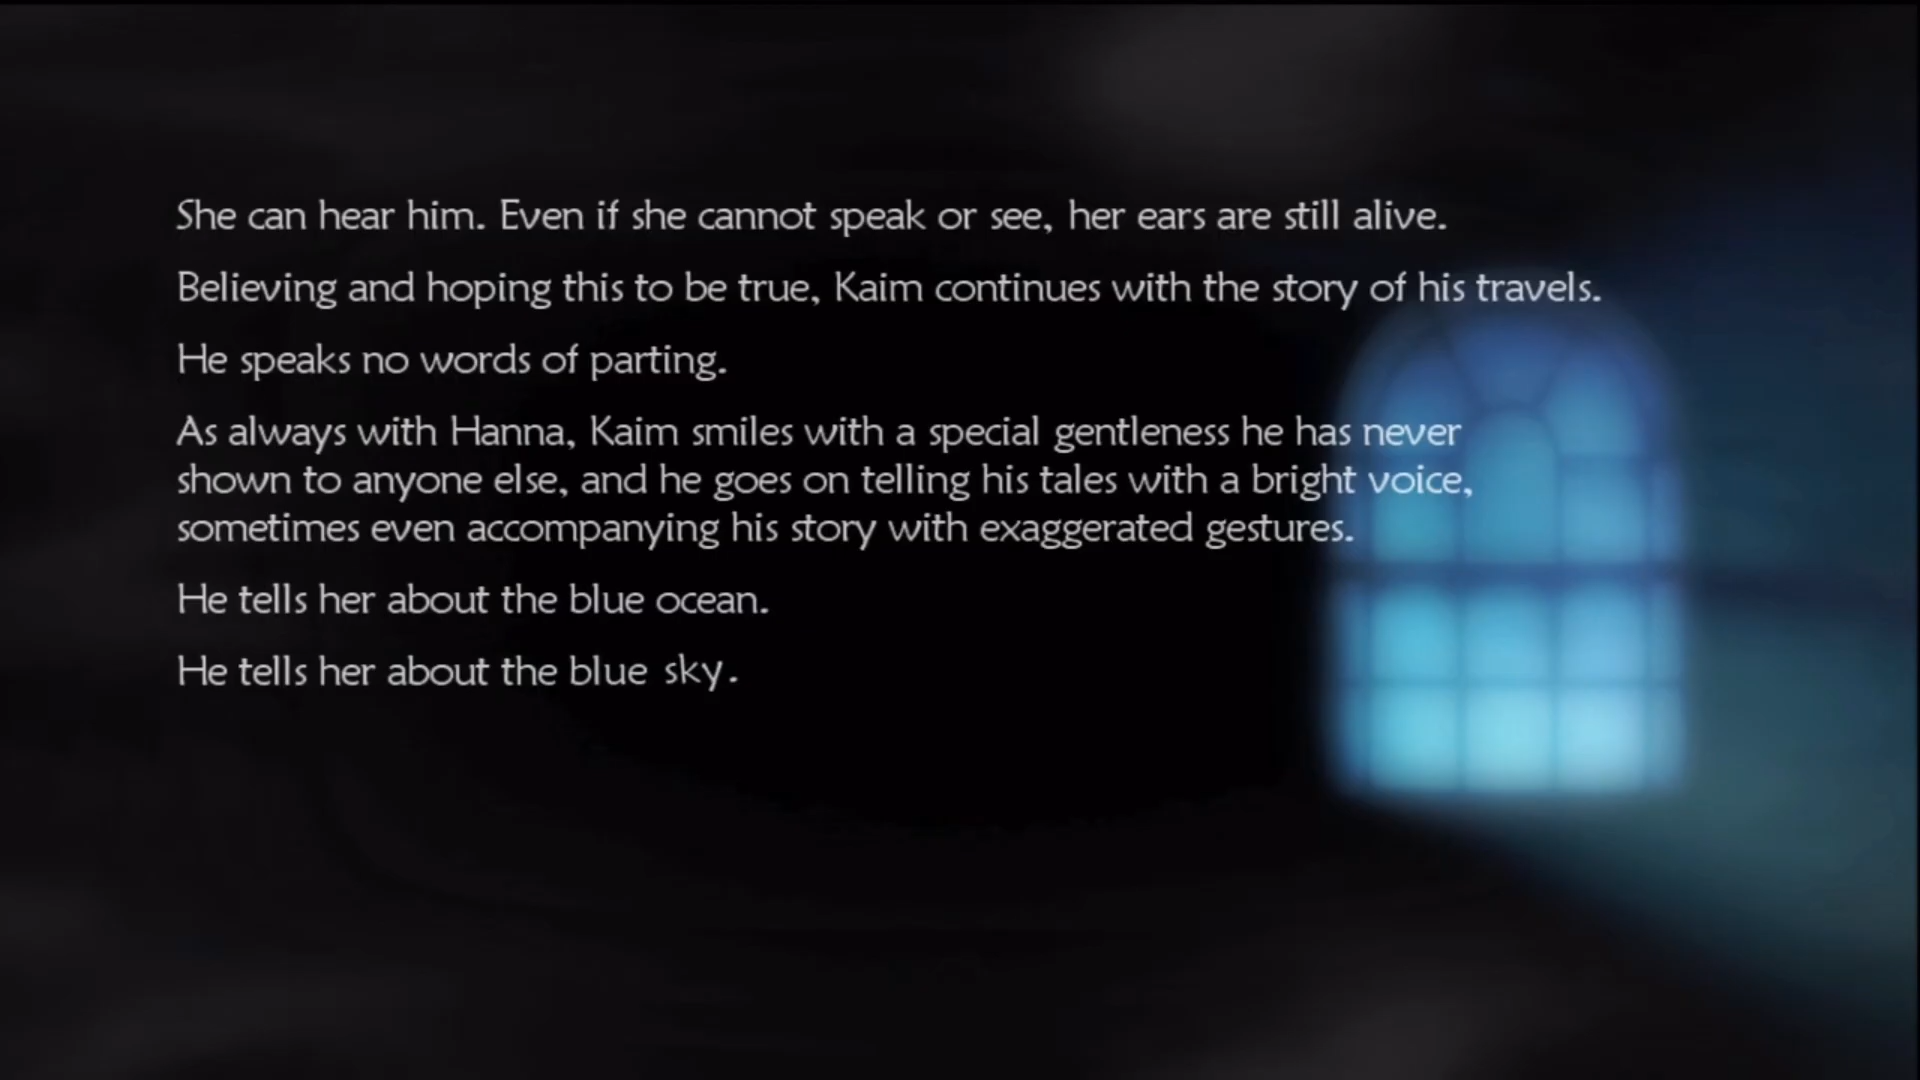 She can hear him. Even if she cannot speak or see, her ears are still alive.
Believing and hoping this to be true, Kaim continues with the story of his travels.
He speaks no words of parting.
As always with Hanna, Kaim smiles with a special gentleness he has never
shown to anyone else, and he goes on telling his tales with a bright voice,
sometimes even accompanying his story with exaggerated gestures.
He tells her about the blue ocean.
He tells her about the blue sky.